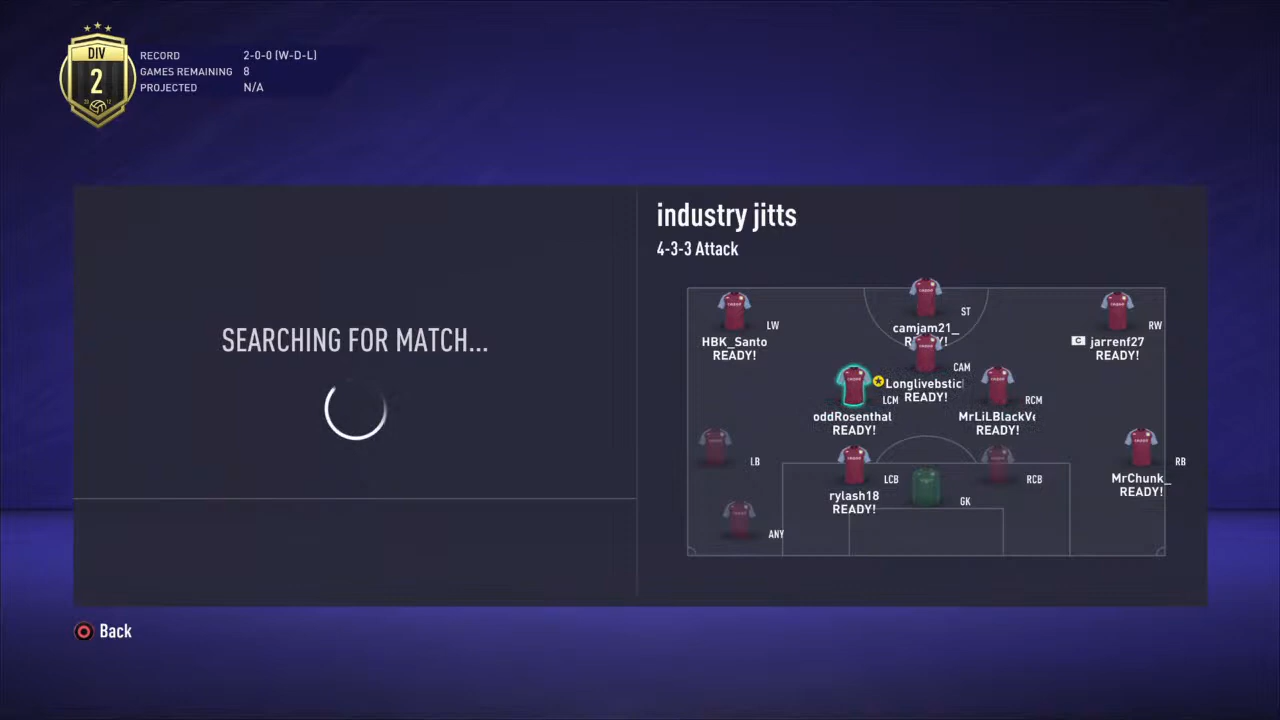 DIV
2
RECORD 2-0-0 (W-D-L)
GAMES REMAINING 8
PROJECTED N/A
industry jitts
4-3-3 Attack
SEARCHING FOR MATCH...
ST
camjam21_
LW
HBK_Santo
READY!
RW
C jarrenf27
READY!
CAM
Longlivebstic
READY!
LCM
oddRosenthal
READY!
RCM
MrLiLBlackVe
READY!
LB
RB
MrChunk_
READY!
LCB
rylash18
READY!
RCB
GK
ANY
Back